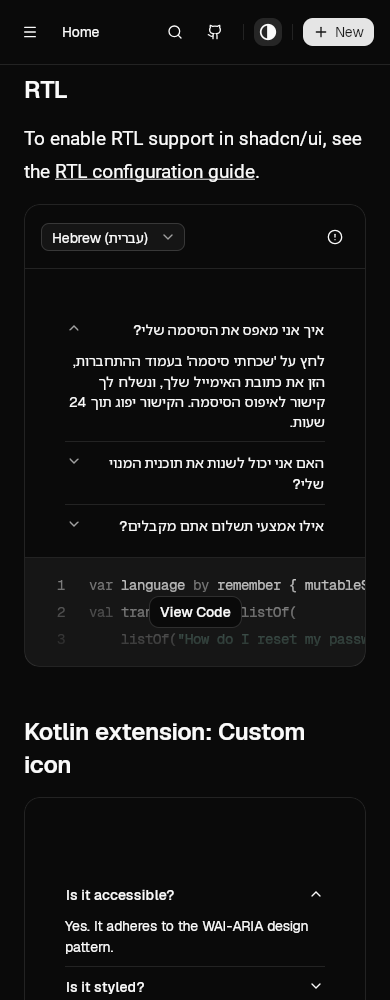 Home
New
RTL
To enable RTL support in shadcn/ui, see
the RTL configuration guide.
Hebrew (עברית)
איך אני מאפס את הסיסמה שלי?
לחץ על 'שכחתי סיסמה' בעמוד ההתחברות,
הזן את כתובת האימייל שלך, ונשלח לך
קישור לאיפוס הסיסמה. הקישור יפוג תוך 24
שעות.
האם אני יכול לשנות את תוכנית המנוי
שלי?
אילו אמצעי תשלום אתם מקבלים?
1 var language by remember { mutableS
2 val tran listOf(
View Code
3 listOf("How do I reset my passw
Kotlin extension: Custom
icon
Is it accessible?
Yes. It adheres to the WAI-ARIA design
pattern.
Is it styled?